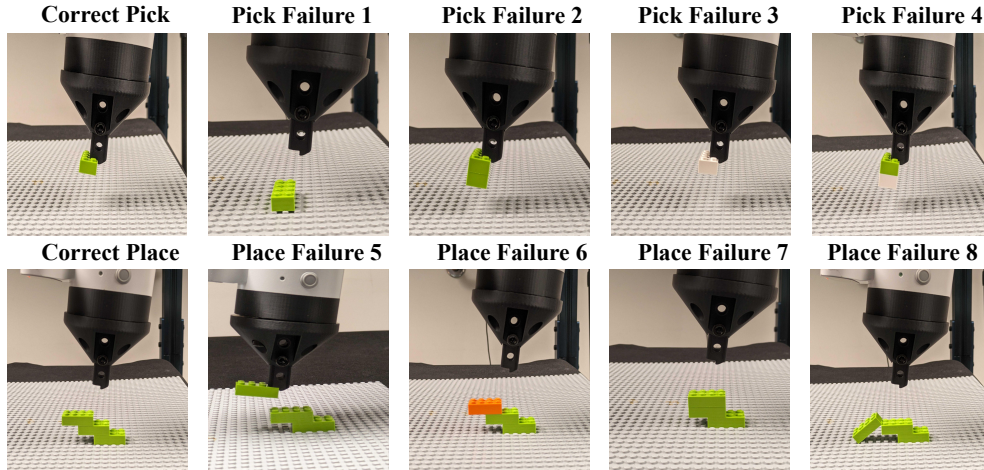 Correct Pick
Pick Failure 1
Pick Failure 2
Pick Failure 3
Pick Failure 4
Correct Place
Place Failure 5
Place Failure 6
Place Failure 7
Place Failure 8